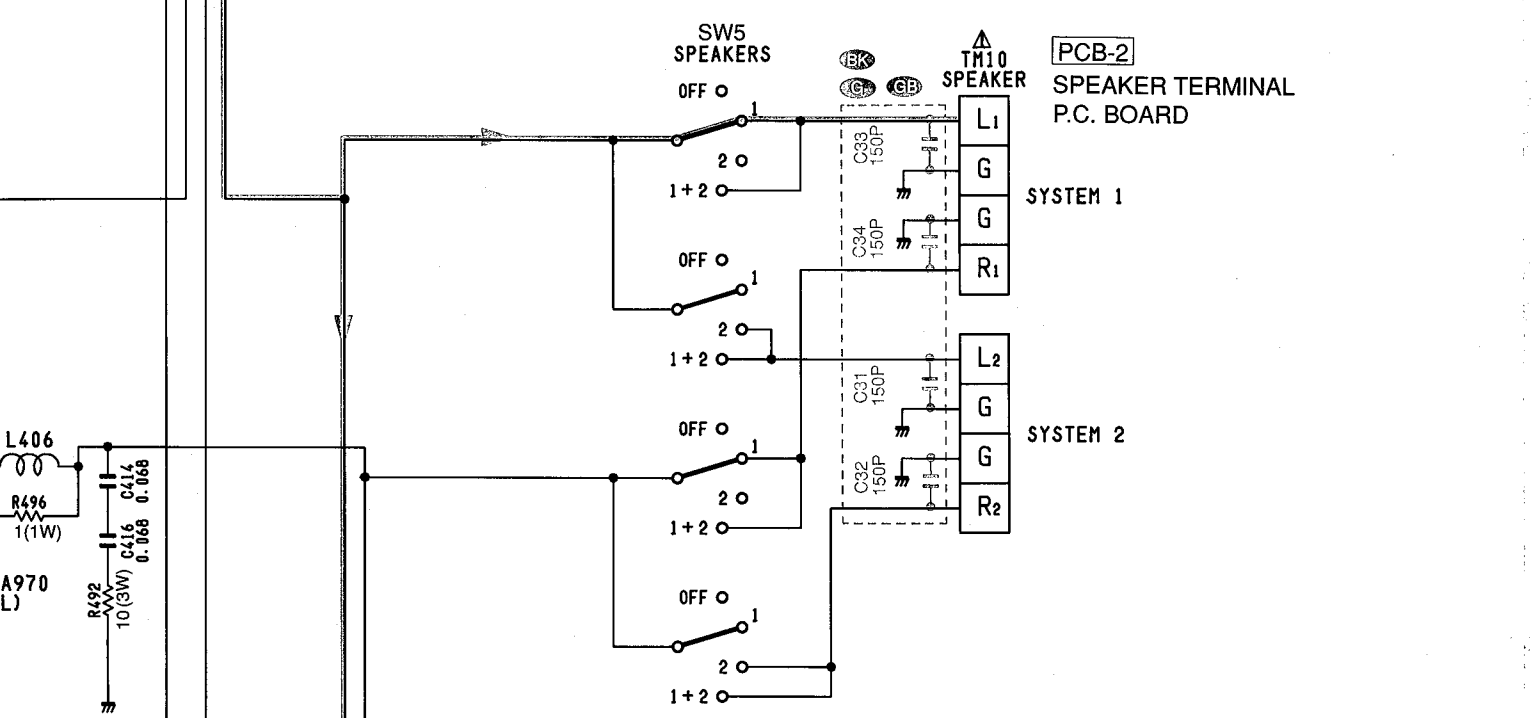 SW5
SPEAKERS
BK
G GB
TM10
SPEAKER
PCB-2
SPEAKER TERMINAL
P.C. BOARD
OFF
1
2
1+2
C33
150P
L1
G
SYSTEM 1
C34
150P
G
R1
OFF
1
2
1+2
C31
150P
L2
G
SYSTEM 2
C32
150P
G
R2
OFF
1
2
1+2
OFF
1
2
1+2
L406
R496
1(1W)
C414
0.068
C416
0.068
R492
10(3W)
A970
L)